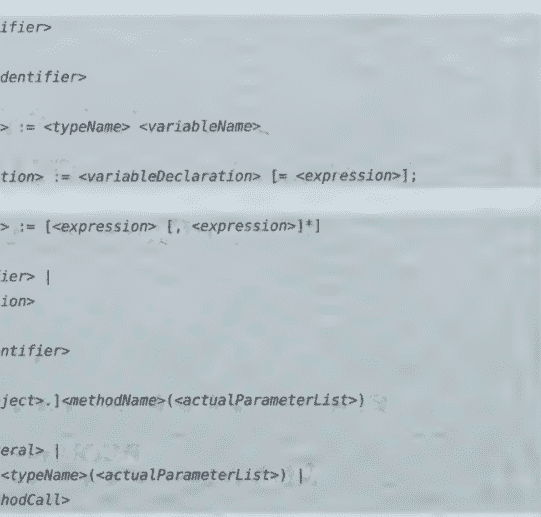 ifier>
dentifier>
> := <typeName> <variableName>
tion> := <variableDeclaration> [= <expression>];
> := [<expression> [, <expression>]*]
ier> |
ion>
ntifier>
ject>.]<methodName>(<actualParameterList>)
eral> |
<typeName>(<actualParameterList>) |
hodCall>